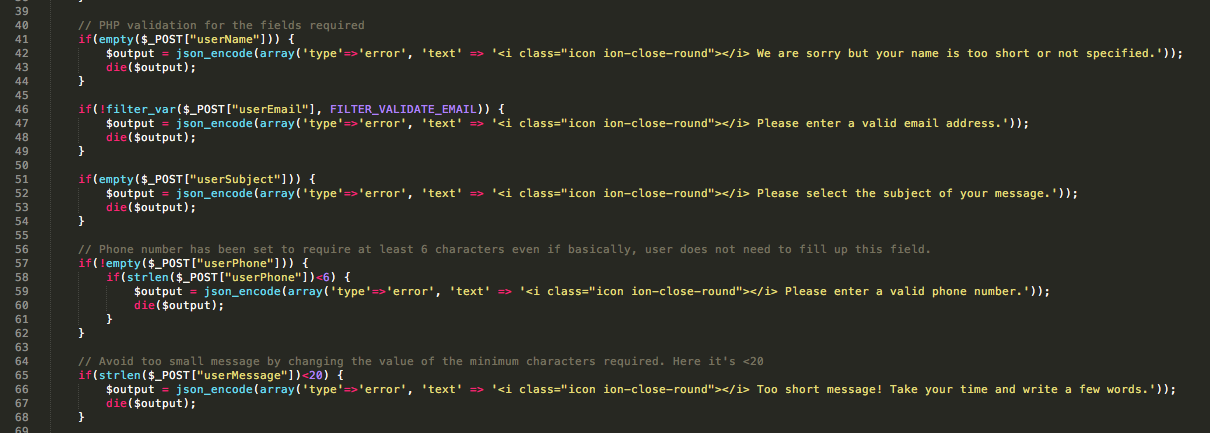 39
40 // PHP validation for the fields required
41 if(empty($_POST["userName"])) {
42 $output = json_encode(array('type'=>'error', 'text' => '<i class="icon ion-close-round"></i> We are sorry but your name is too short or not specified.'));
43 die($output);
44 }
45
46 if(!filter_var($_POST["userEmail"], FILTER_VALIDATE_EMAIL)) {
47 $output = json_encode(array('type'=>'error', 'text' => '<i class="icon ion-close-round"></i> Please enter a valid email address.'));
48 die($output);
49 }
50
51 if(empty($_POST["userSubject"])) {
52 $output = json_encode(array('type'=>'error', 'text' => '<i class="icon ion-close-round"></i> Please select the subject of your message.'));
53 die($output);
54 }
55
56 // Phone number has been set to require at least 6 characters even if basically, user does not need to fill up this field.
57 if(!empty($_POST["userPhone"])) {
58 if(strlen($_POST["userPhone"])<6) {
59 $output = json_encode(array('type'=>'error', 'text' => '<i class="icon ion-close-round"></i> Please enter a valid phone number.'));
60 die($output);
61 }
62 }
63
64 // Avoid too small message by changing the value of the minimum characters required. Here it's <20
65 if(strlen($_POST["userMessage"])<20) {
66 $output = json_encode(array('type'=>'error', 'text' => '<i class="icon ion-close-round"></i> Too short message! Take your time and write a few words.'));
67 die($output);
68 }
69